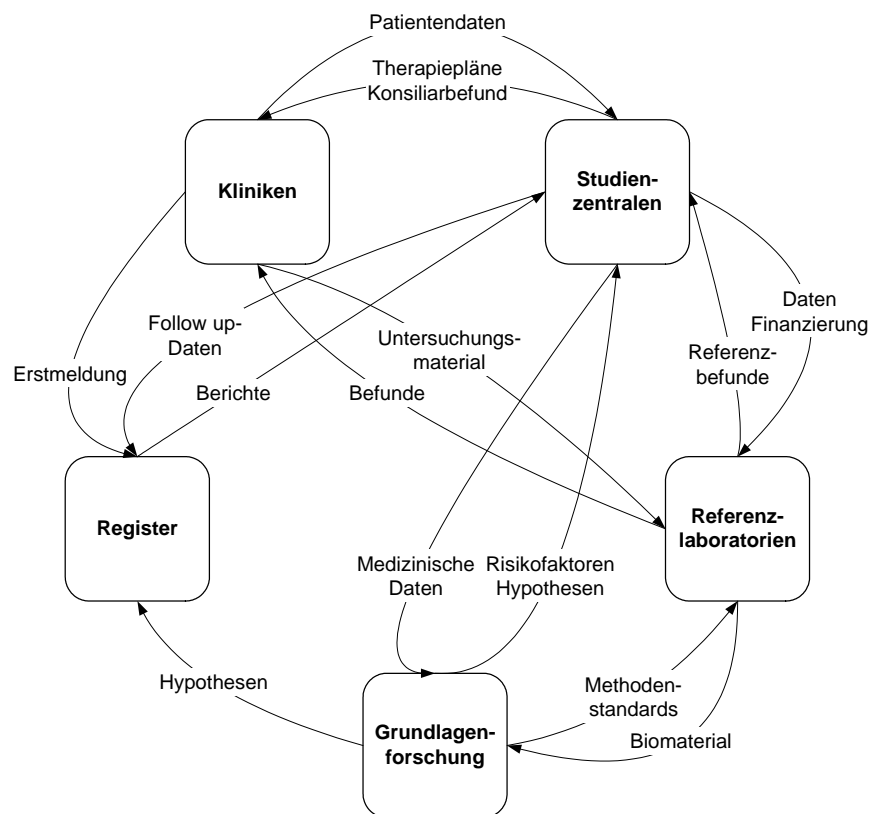 Patientendaten
Therapiepläne
Konsiliarbefund
Kliniken
Studien-
zentralen
Follow up-
Daten
Untersuchungs-
material
Daten
Finanzierung
Referenz-
befunde
Erstmeldung
Berichte
Befunde
Register
Referenz-
laboratorien
Medizinische
Daten
Risikofaktoren
Hypothesen
Hypothesen
Methoden-
standards
Grundlagen-
forschung
Biomaterial